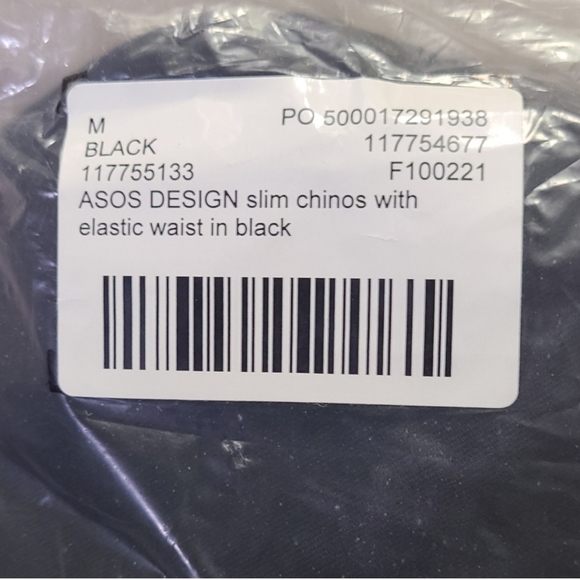 M PO 500017291938
BLACK 117754677
117755133 F100221
ASOS DESIGN slim chinos with
elastic waist in black